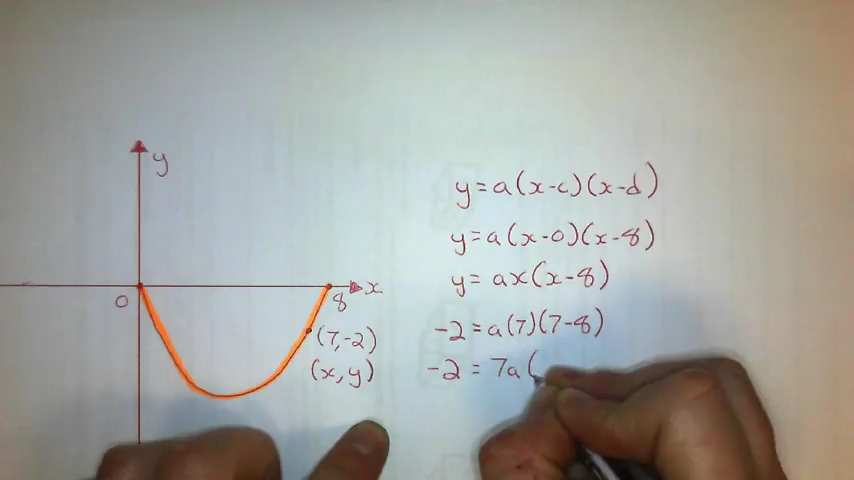 y
y=a(x-c)(x-d)
y=a(x-0)(x-8)
y=ax(x-8)
x
0
8
(7,-2)
-2=a(7)(7-8)
(x,y)
-2=7a(